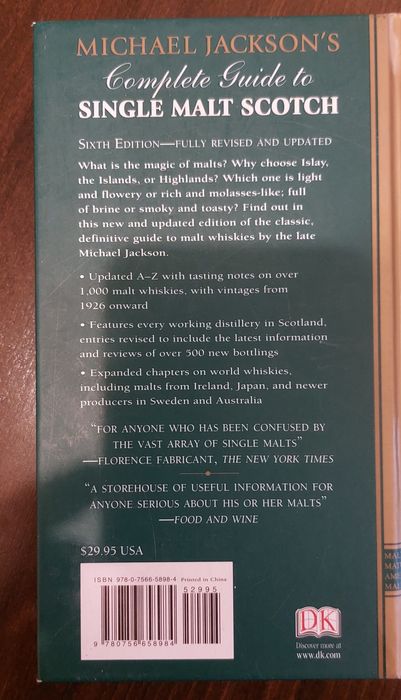 MICHAEL JACKSON'S
Complete Guide to
SINGLE MALT SCOTCH
SIXTH EDITION—FULLY REVISED AND UPDATED
What is the magic of malts? Why choose Islay,
the Islands, or Highlands? Which one is light
and flowery or rich and molasses-like; full
of brine or smoky and toasty? Find out in
this new and updated edition of the classic,
definitive guide to malt whiskies by the late
Michael Jackson.
• Updated A–Z with tasting notes on over
1,000 malt whiskies, with vintages from
1926 onward
• Features every working distillery in Scotland,
entries revised to include the latest information
and reviews of over 500 new bottlings
• Expanded chapters on world whiskies,
including malts from Ireland, Japan, and newer
producers in Sweden and Australia
"FOR ANYONE WHO HAS BEEN CONFUSED BY
THE VAST ARRAY OF SINGLE MALTS"
—FLORENCE FABRICANT, THE NEW YORK TIMES
"A STOREHOUSE OF USEFUL INFORMATION FOR
ANYONE SERIOUS ABOUT HIS OR HER MALTS"
—FOOD AND WINE
$29.95 USA
ISBN 978-0-7566-5898-4 Printed in China
52995
9 780756 658984
DK
Discover more at
www.dk.com